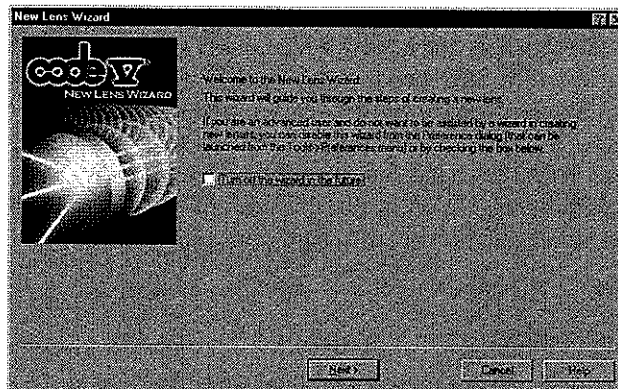 New Lens Wizard
code V
NEW LENS WIZARD
Welcome to the New Lens Wizard.
This wizard will guide you through the steps of creating a new lens.
If you are an advanced user and do not want to be assisted by a wizard in creating
new lenses, you can disable this wizard from the Preference dialog (that can be
launched from the Tools>Preferences menu) or by checking the box below.
Turn off this wizard in the future
Next > Cancel Help